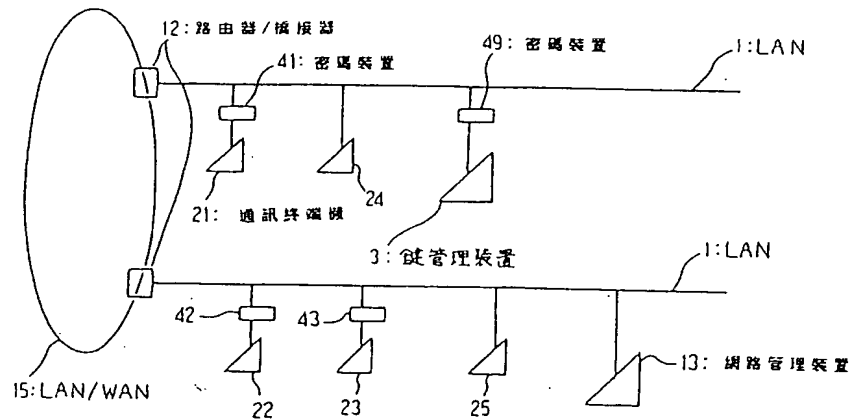 12:路由器/橋接器
41:密碼裝置
49:密碼裝置
1:LAN
21:通訊終端機
24
3:鍵管理裝置
1:LAN
42
43
13:網路管理裝置
15:LAN/WAN
22
23
25